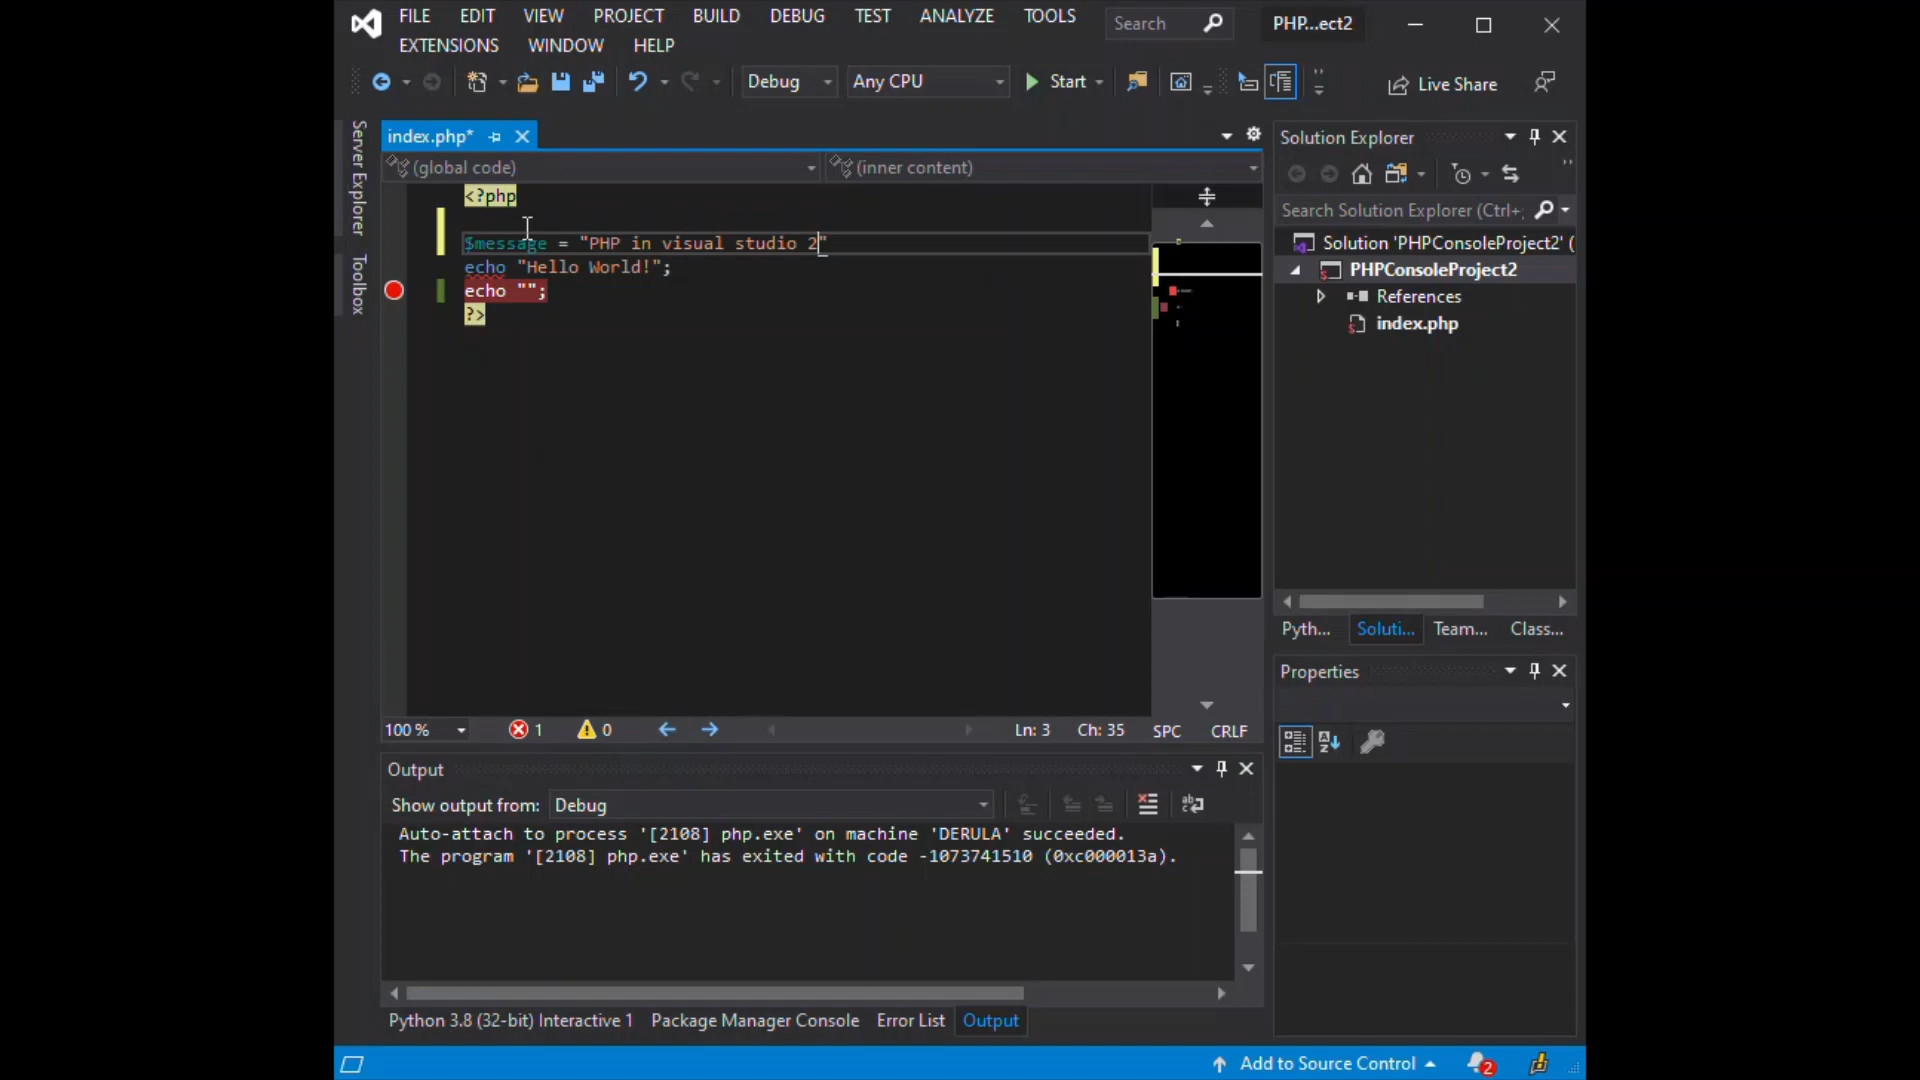 FILE EDIT VIEW PROJECT BUILD DEBUG TEST ANALYZE TOOLS
EXTENSIONS WINDOW HELP
Search
PHP...ect2
Debug
Any CPU
Start
Live Share
Server Explorer
Toolbox
index.php*
(global code)
(inner content)
<?php
$message = "PHP in visual studio 2"
echo "Hello World!";
echo "";
?>
100 %
1
0
Ln: 3
Ch: 35
SPC
CRLF
Output
Show output from:
Debug
Auto-attach to process '[2108] php.exe' on machine 'DERULA' succeeded.
The program '[2108] php.exe' has exited with code -1073741510 (0xc000013a).
Python 3.8 (32-bit) Interactive 1
Package Manager Console
Error List
Output
Solution Explorer
Search Solution Explorer (Ctrl+;
Solution 'PHPConsoleProject2' (
PHPConsoleProject2
References
index.php
Pyth...
Soluti...
Team...
Class...
Properties
Add to Source Control
2